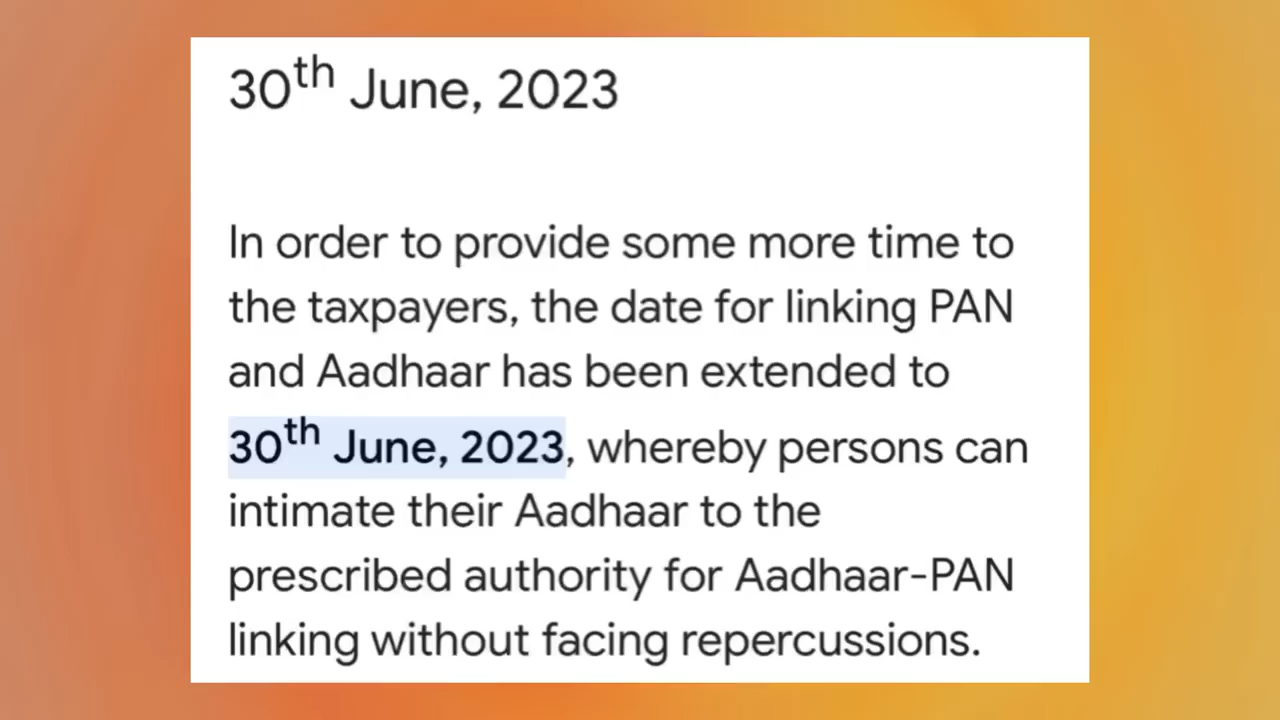 30th June, 2023
In order to provide some more time to
the taxpayers, the date for linking PAN
and Aadhaar has been extended to
30th June, 2023, whereby persons can
intimate their Aadhaar to the
prescribed authority for Aadhaar-PAN
linking without facing repercussions.